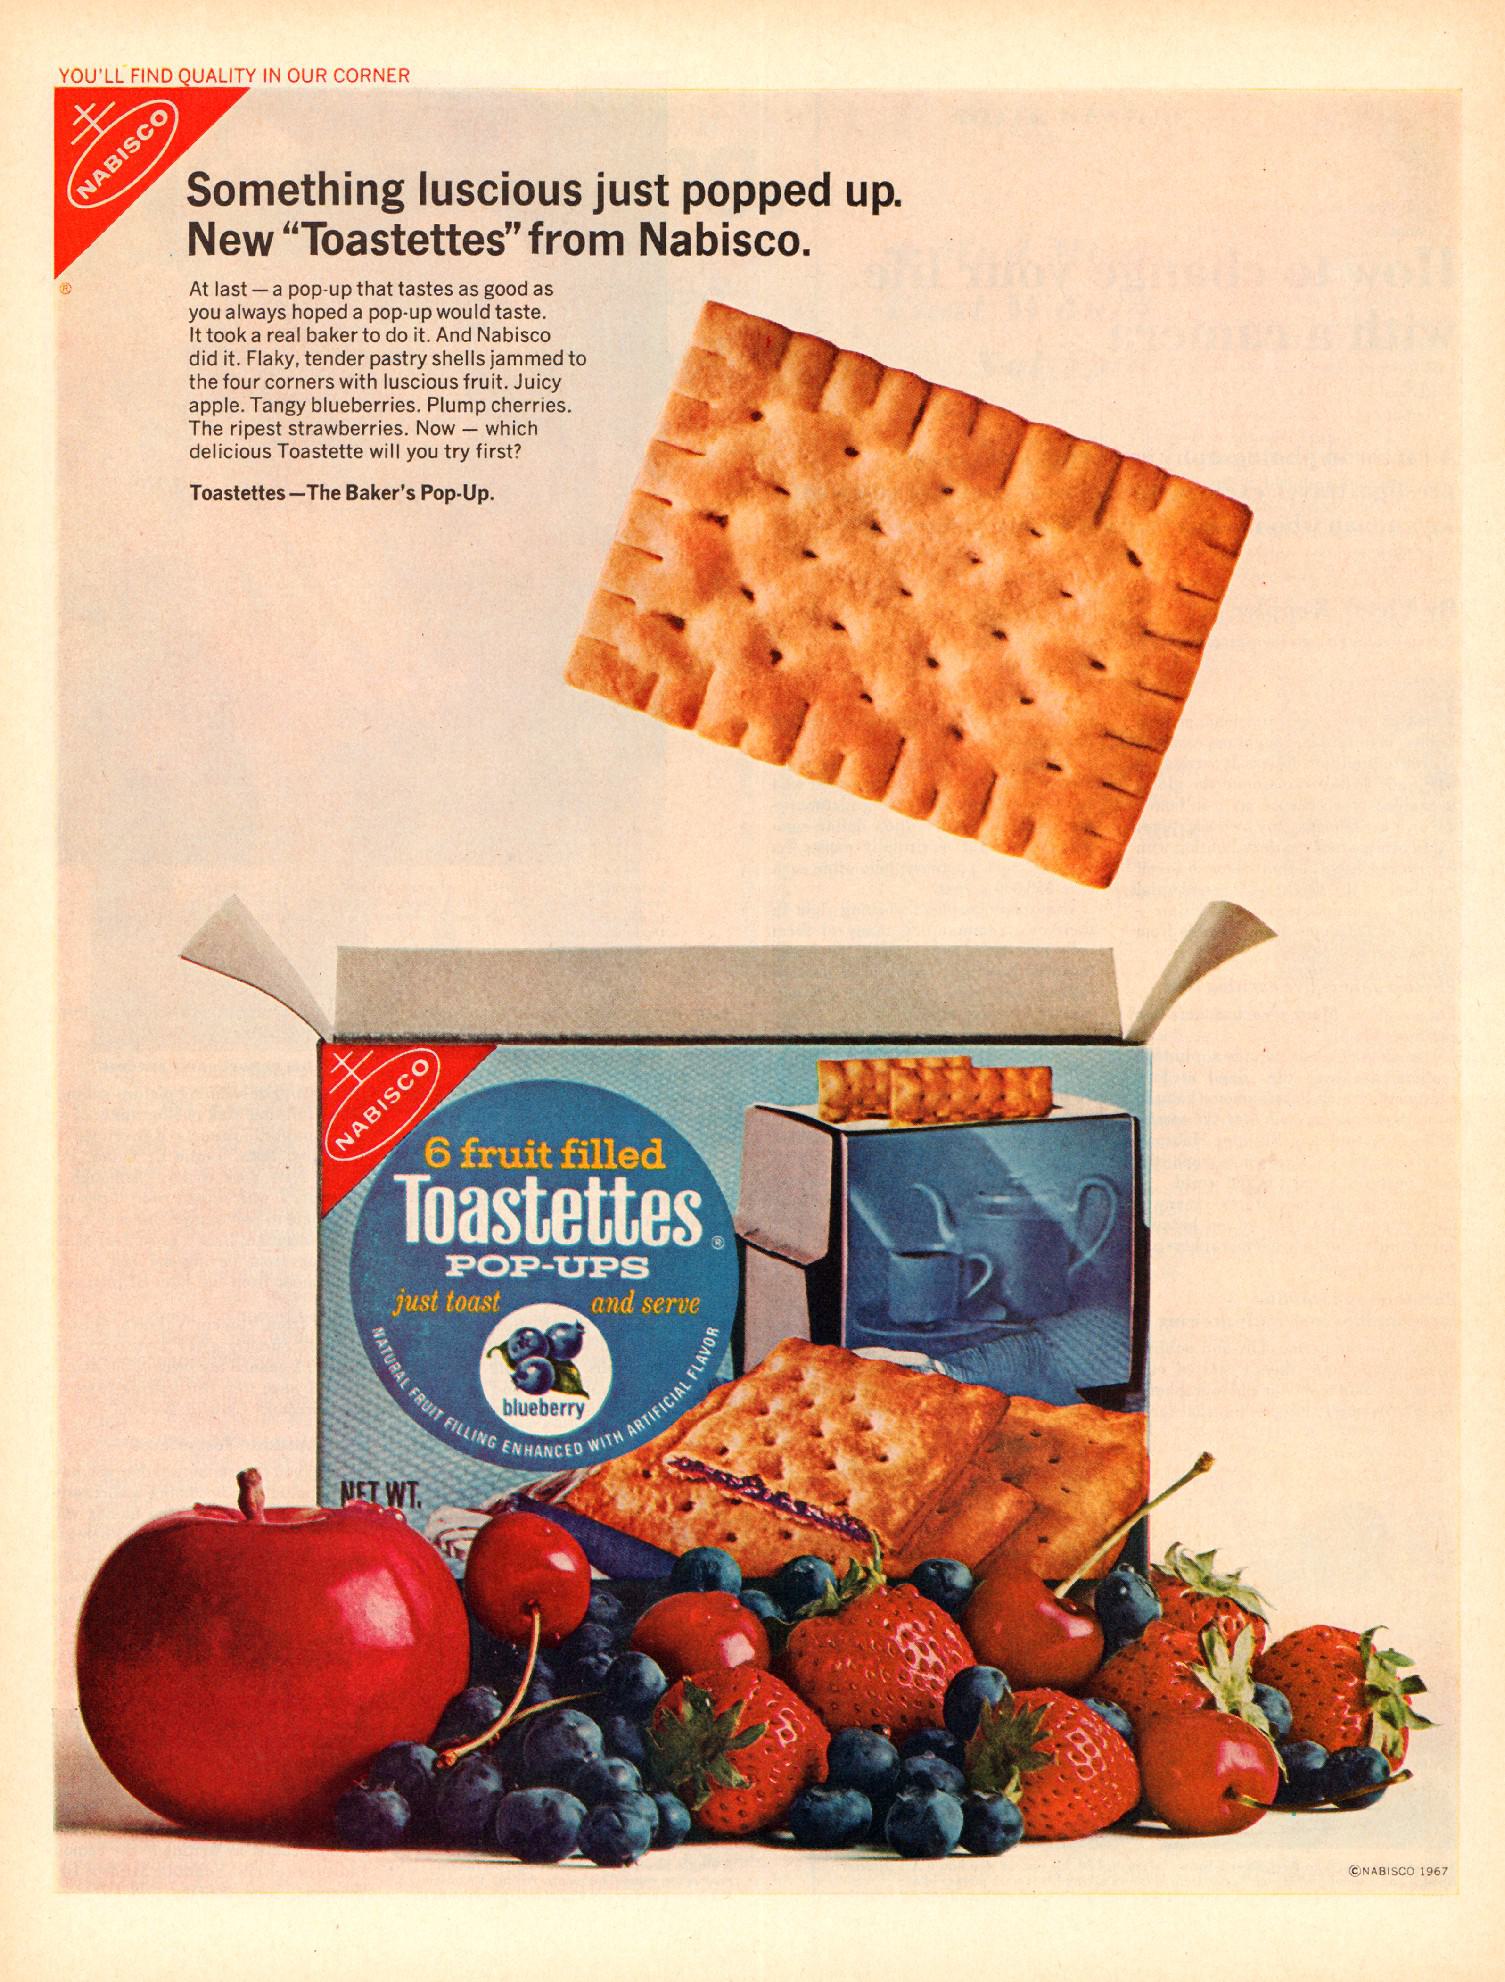 YOU'LL FIND QUALITY IN OUR CORNER
NABISCO
®
Something luscious just popped up.
New “Toastettes” from Nabisco.
At last — a pop-up that tastes as good as
you always hoped a pop-up would taste.
It took a real baker to do it. And Nabisco
did it. Flaky, tender pastry shells jammed to
the four corners with luscious fruit. Juicy
apple. Tangy blueberries. Plump cherries.
The ripest strawberries. Now — which
delicious Toastette will you try first?
Toastettes — The Baker's Pop-Up.
NABISCO
6 fruit filled
Toastettes®
POP-UPS
just toast and serve
blueberry
NATURAL FRUIT FILLING ENHANCED WITH ARTIFICIAL FLAVOR
NET WT.
©NABISCO 1967